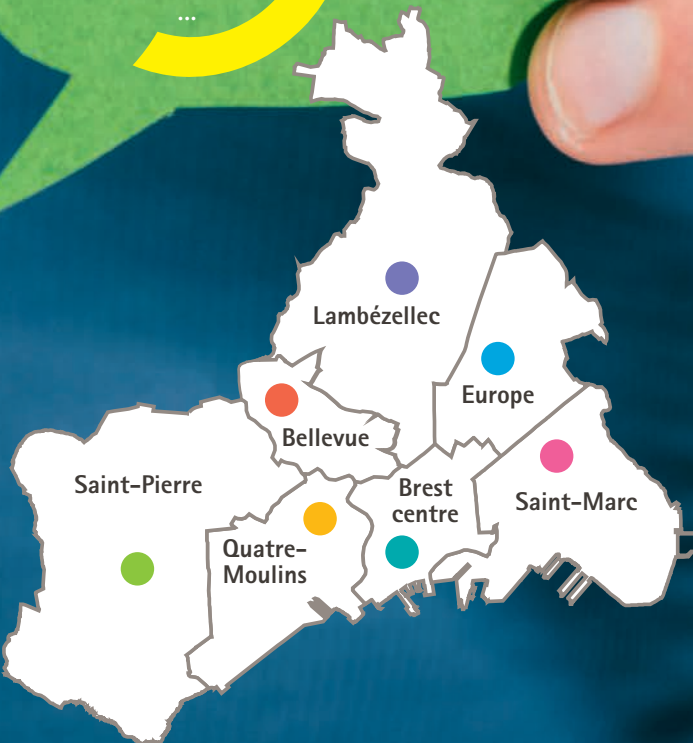 ...
Lambézellec
Europe
Bellevue
Saint-Pierre
Brest
centre
Saint-Marc
Quatre-
Moulins